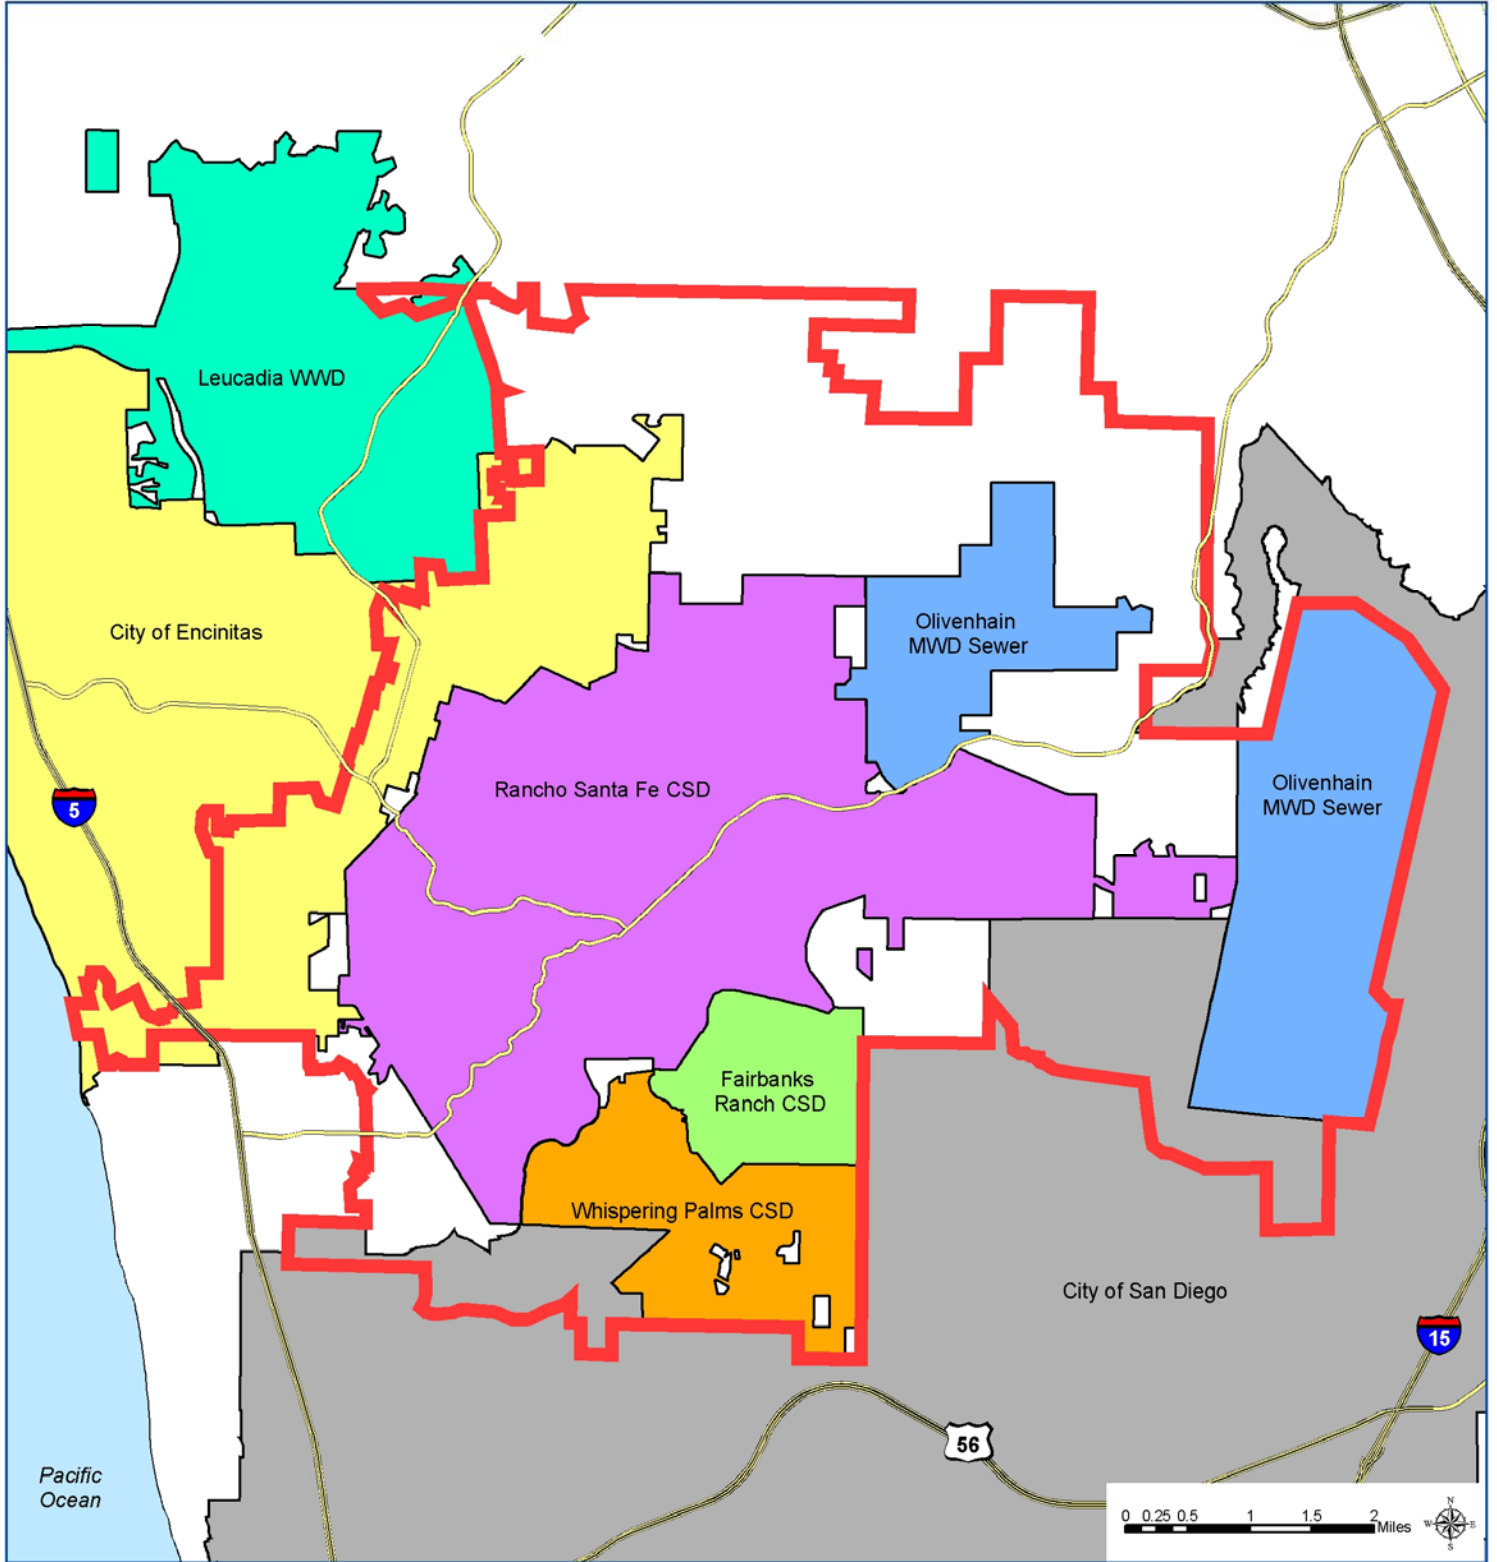 Leucadia WWD
City of Encinitas
Olivenhain
MWD Sewer
Rancho Santa Fe CSD
Olivenhain
MWD Sewer
5
Fairbanks
Ranch CSD
Whispering Palms CSD
City of San Diego
15
56
Pacific
Ocean
0 0.25 0.5 1 1.5 2
Miles
N
W E
S